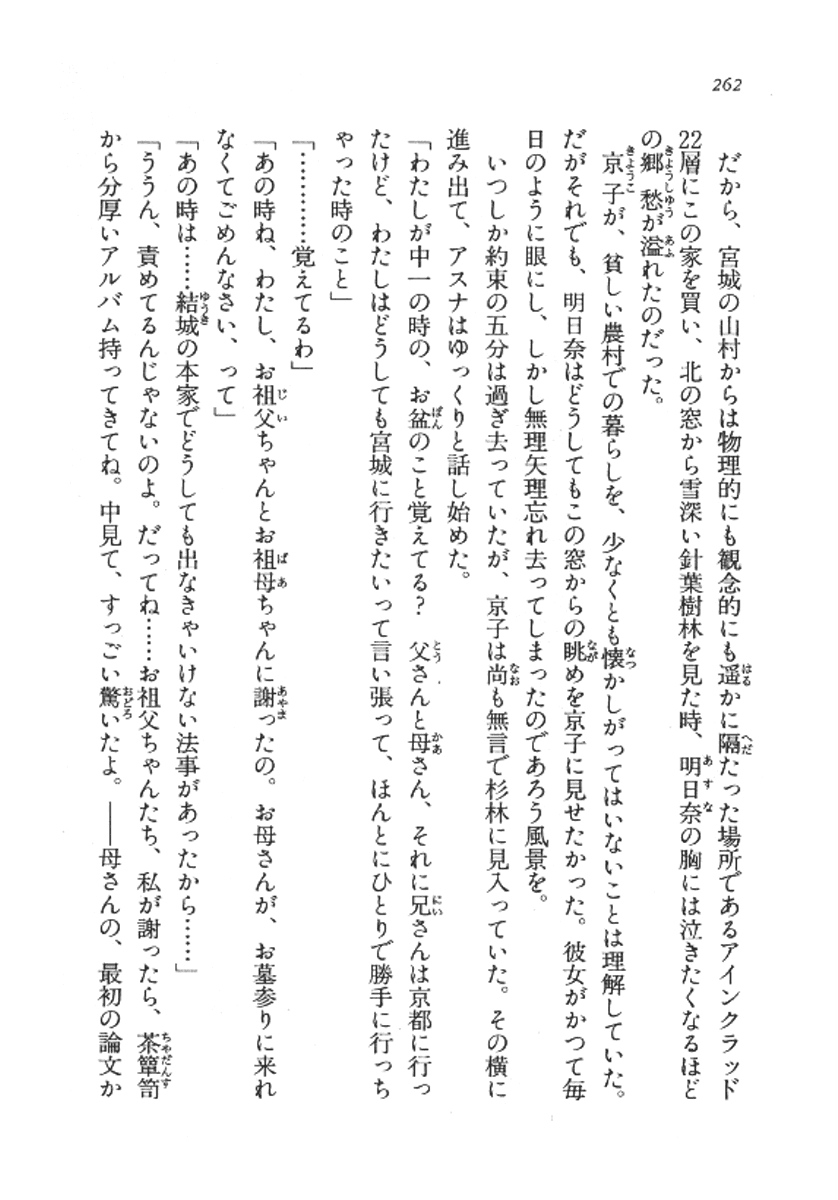 262
だから、宮城の山村からは物理的にも観念的にも遥かに隔たった場所であるアインクラッド
22層にこの家を買い、北の窓から雪深い針葉樹林を見た時、明日奈の胸には泣きたくなるほど
の郷愁が溢れたのだった。
京子が、貧しい農村での暮らしを、少なくとも懐かしがってはいないことは理解していた。
だがそれでも、明日奈はどうしてもこの窓からの眺めを京子に見せたかった。彼女がかつて毎
日のように眼にし、しかし無理矢理忘れ去ってしまったのであろう風景を。
いつしか約束の五分は過ぎ去っていたが、京子は尚も無言で杉林に見入っていた。その横に
進み出て、アスナはゆっくりと話し始めた。
「わたしが中一の時の、お盆のこと覚えてる？　父さんと母さん、それに兄さんは京都に行っ
たけど、わたしはどうしても宮城に行きたいって言い張って、ほんとにひとりで勝手に行っち
ゃった時のこと」
「…………覚えてるわ」
「あの時ね、わたし、お祖父ちゃんとお祖母ちゃんに謝ったの。お母さんが、お墓参りに来れ
なくてごめんなさい、って」
「あの時は……結城の本家でどうしても出なきゃいけない法事があったから……」
「ううん、責めてるんじゃないのよ。だってね……お祖父ちゃんたち、私が謝ったら、茶箪笥
から分厚いアルバム持ってきてね。中見て、すっごい驚いたよ。――母さんの、最初の論文か